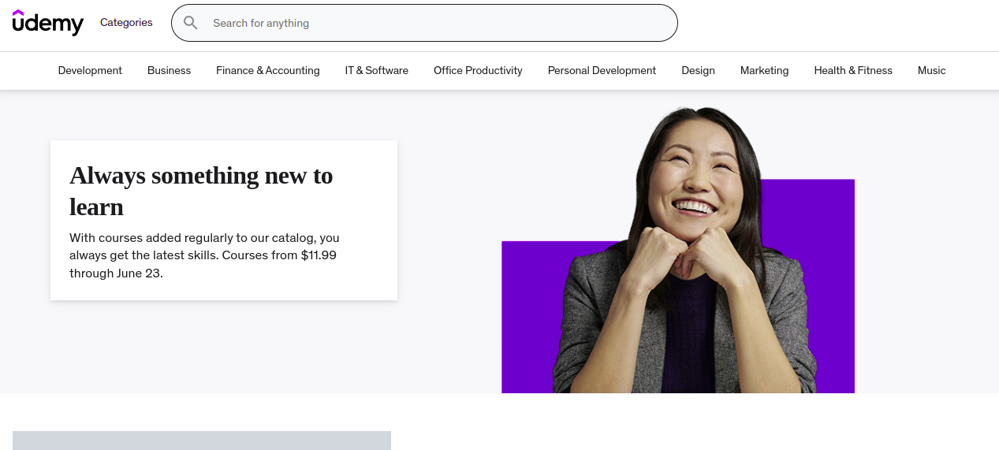 udemy
Categories
Search for anything
Development Business Finance & Accounting IT & Software Office Productivity Personal Development Design Marketing Health & Fitness Music
Always something new to
learn
With courses added regularly to our catalog, you
always get the latest skills. Courses from $11.99
through June 23.